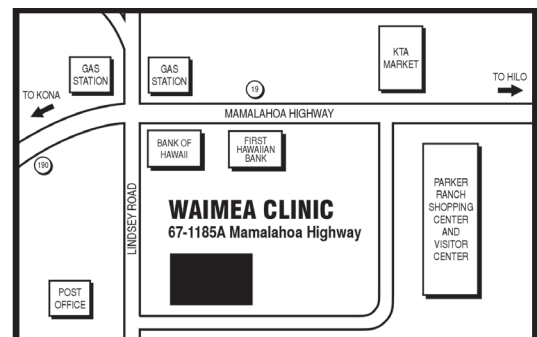 GAS
STATION
GAS
STATION
KTA
MARKET
TO HILO
TO KONA
19
MAMALAHOA HIGHWAY
BANK OF
HAWAII
FIRST
HAWAIIAN
BANK
190
LINDSEY ROAD
WAIMEA CLINIC
67-1185A Mamalahoa Highway
PARKER
RANCH
SHOPPING
CENTER
AND
VISITOR
CENTER
POST
OFFICE